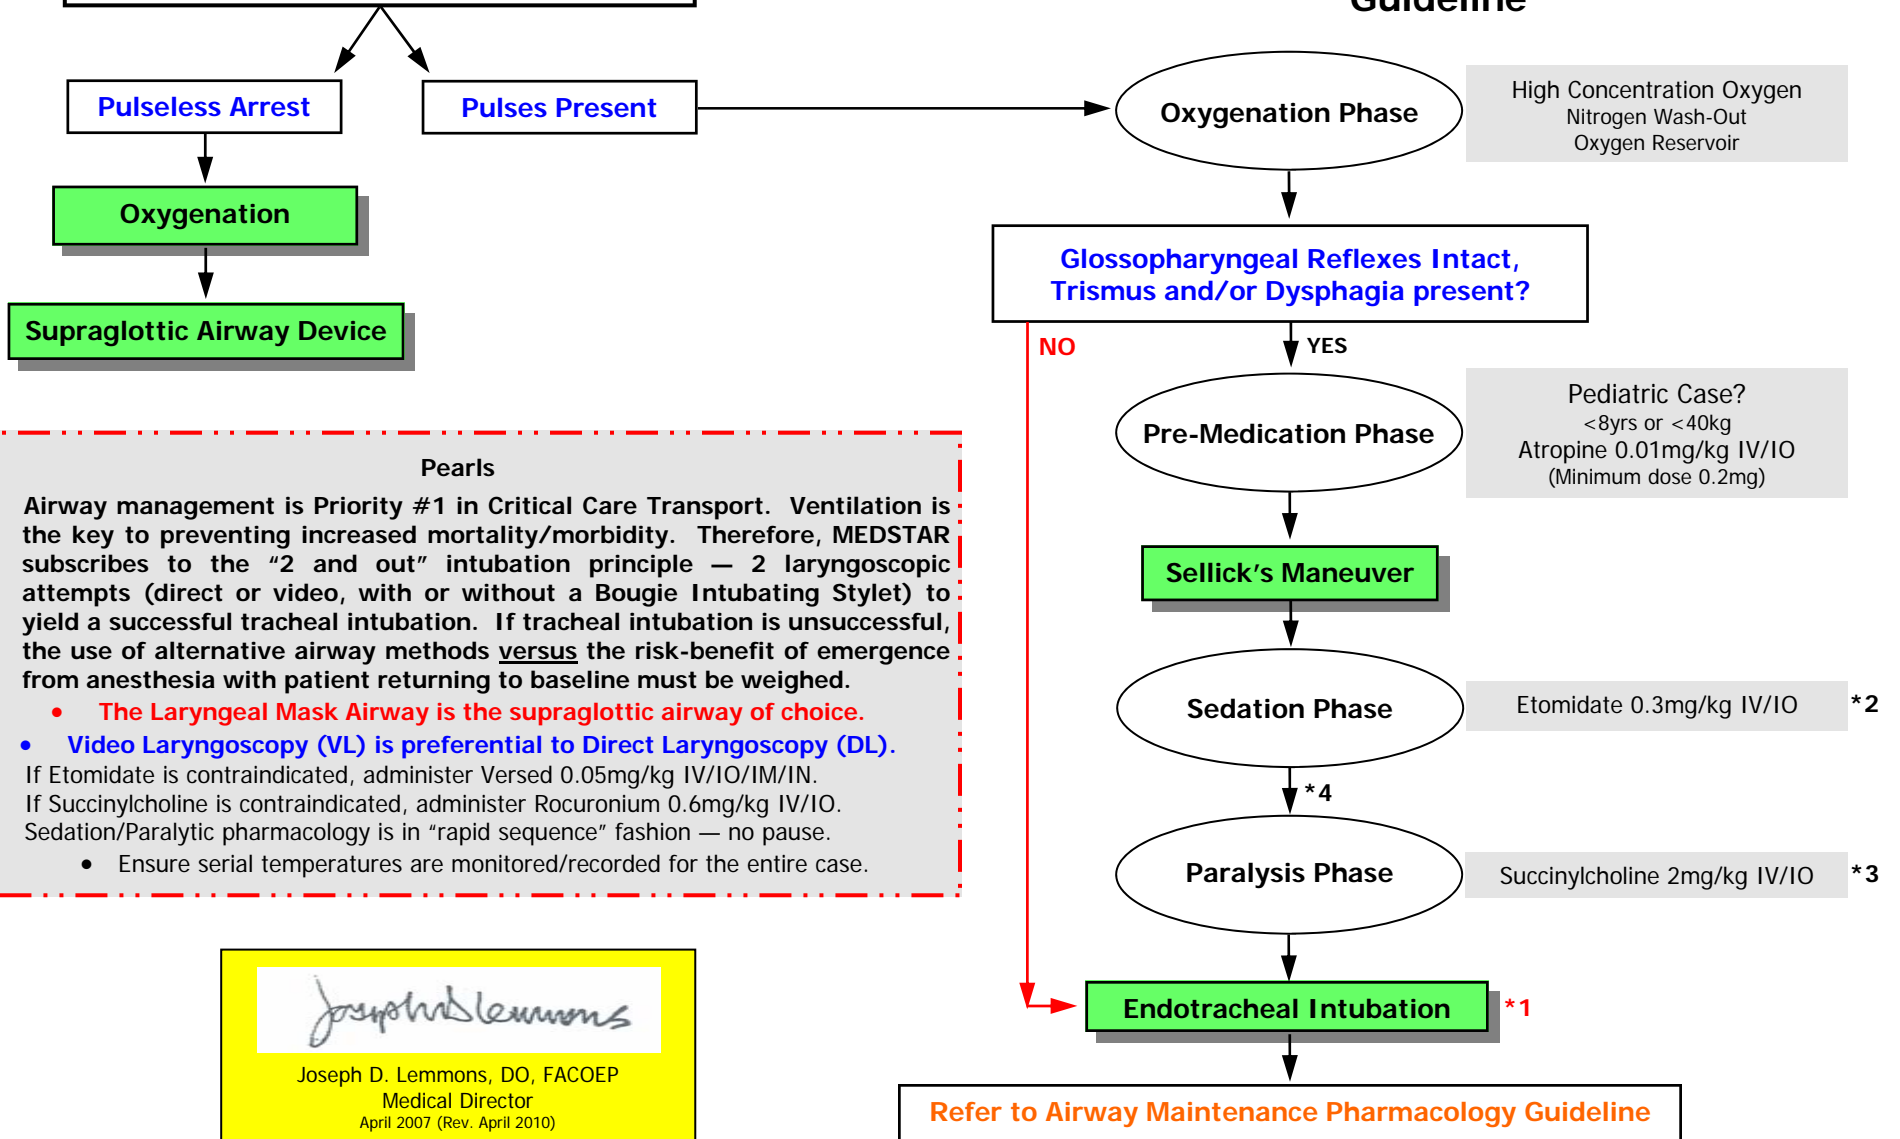 Guideline
Pulseless Arrest
Pulses Present
Oxygenation
Supraglottic Airway Device
Oxygenation Phase
High Concentration Oxygen
Nitrogen Wash-Out
Oxygen Reservoir
Glossopharyngeal Reflexes Intact,
Trismus and/or Dysphagia present?
NO
YES
Pre-Medication Phase
Pediatric Case?
<8yrs or <40kg
Atropine 0.01mg/kg IV/IO
(Minimum dose 0.2mg)
Sellick’s Maneuver
Sedation Phase
Etomidate 0.3mg/kg IV/IO
*2
*4
Paralysis Phase
Succinylcholine 2mg/kg IV/IO
*3
Endotracheal Intubation
*1
Refer to Airway Maintenance Pharmacology Guideline
Pearls
Airway management is Priority #1 in Critical Care Transport. Ventilation is
the key to preventing increased mortality/morbidity. Therefore, MEDSTAR
subscribes to the “2 and out” intubation principle — 2 laryngoscopic
attempts (direct or video, with or without a Bougie Intubating Stylet) to
yield a successful tracheal intubation. If tracheal intubation is unsuccessful,
the use of alternative airway methods versus the risk-benefit of emergence
from anesthesia with patient returning to baseline must be weighed.
• The Laryngeal Mask Airway is the supraglottic airway of choice.
• Video Laryngoscopy (VL) is preferential to Direct Laryngoscopy (DL).
If Etomidate is contraindicated, administer Versed 0.05mg/kg IV/IO/IM/IN.
If Succinylcholine is contraindicated, administer Rocuronium 0.6mg/kg IV/IO.
Sedation/Paralytic pharmacology is in “rapid sequence” fashion — no pause.
• Ensure serial temperatures are monitored/recorded for the entire case.
Joseph D Lemmons
Joseph D. Lemmons, DO, FACOEP
Medical Director
April 2007 (Rev. April 2010)